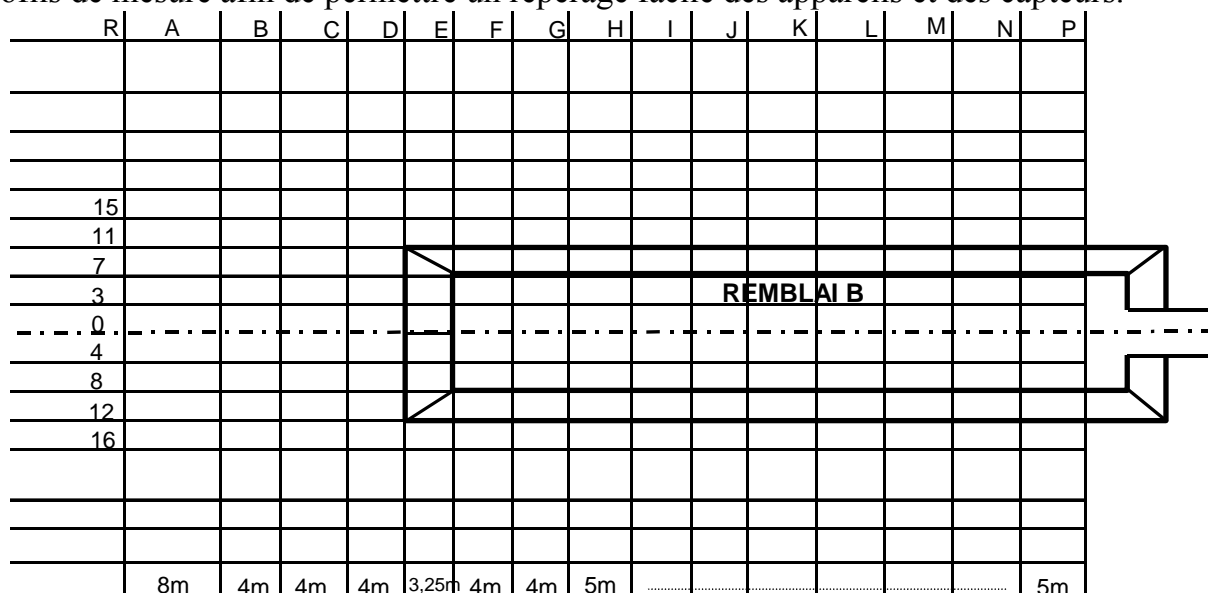 de mesure afin de permettre un repérage facile des appareils et des capteurs.
R A B C D E F G H I J K L M N P
15
11
7
3
REMBLAI B
0
4
8
12
16
8m 4m 4m 4m 3,25m 4m 4m 5m 5m